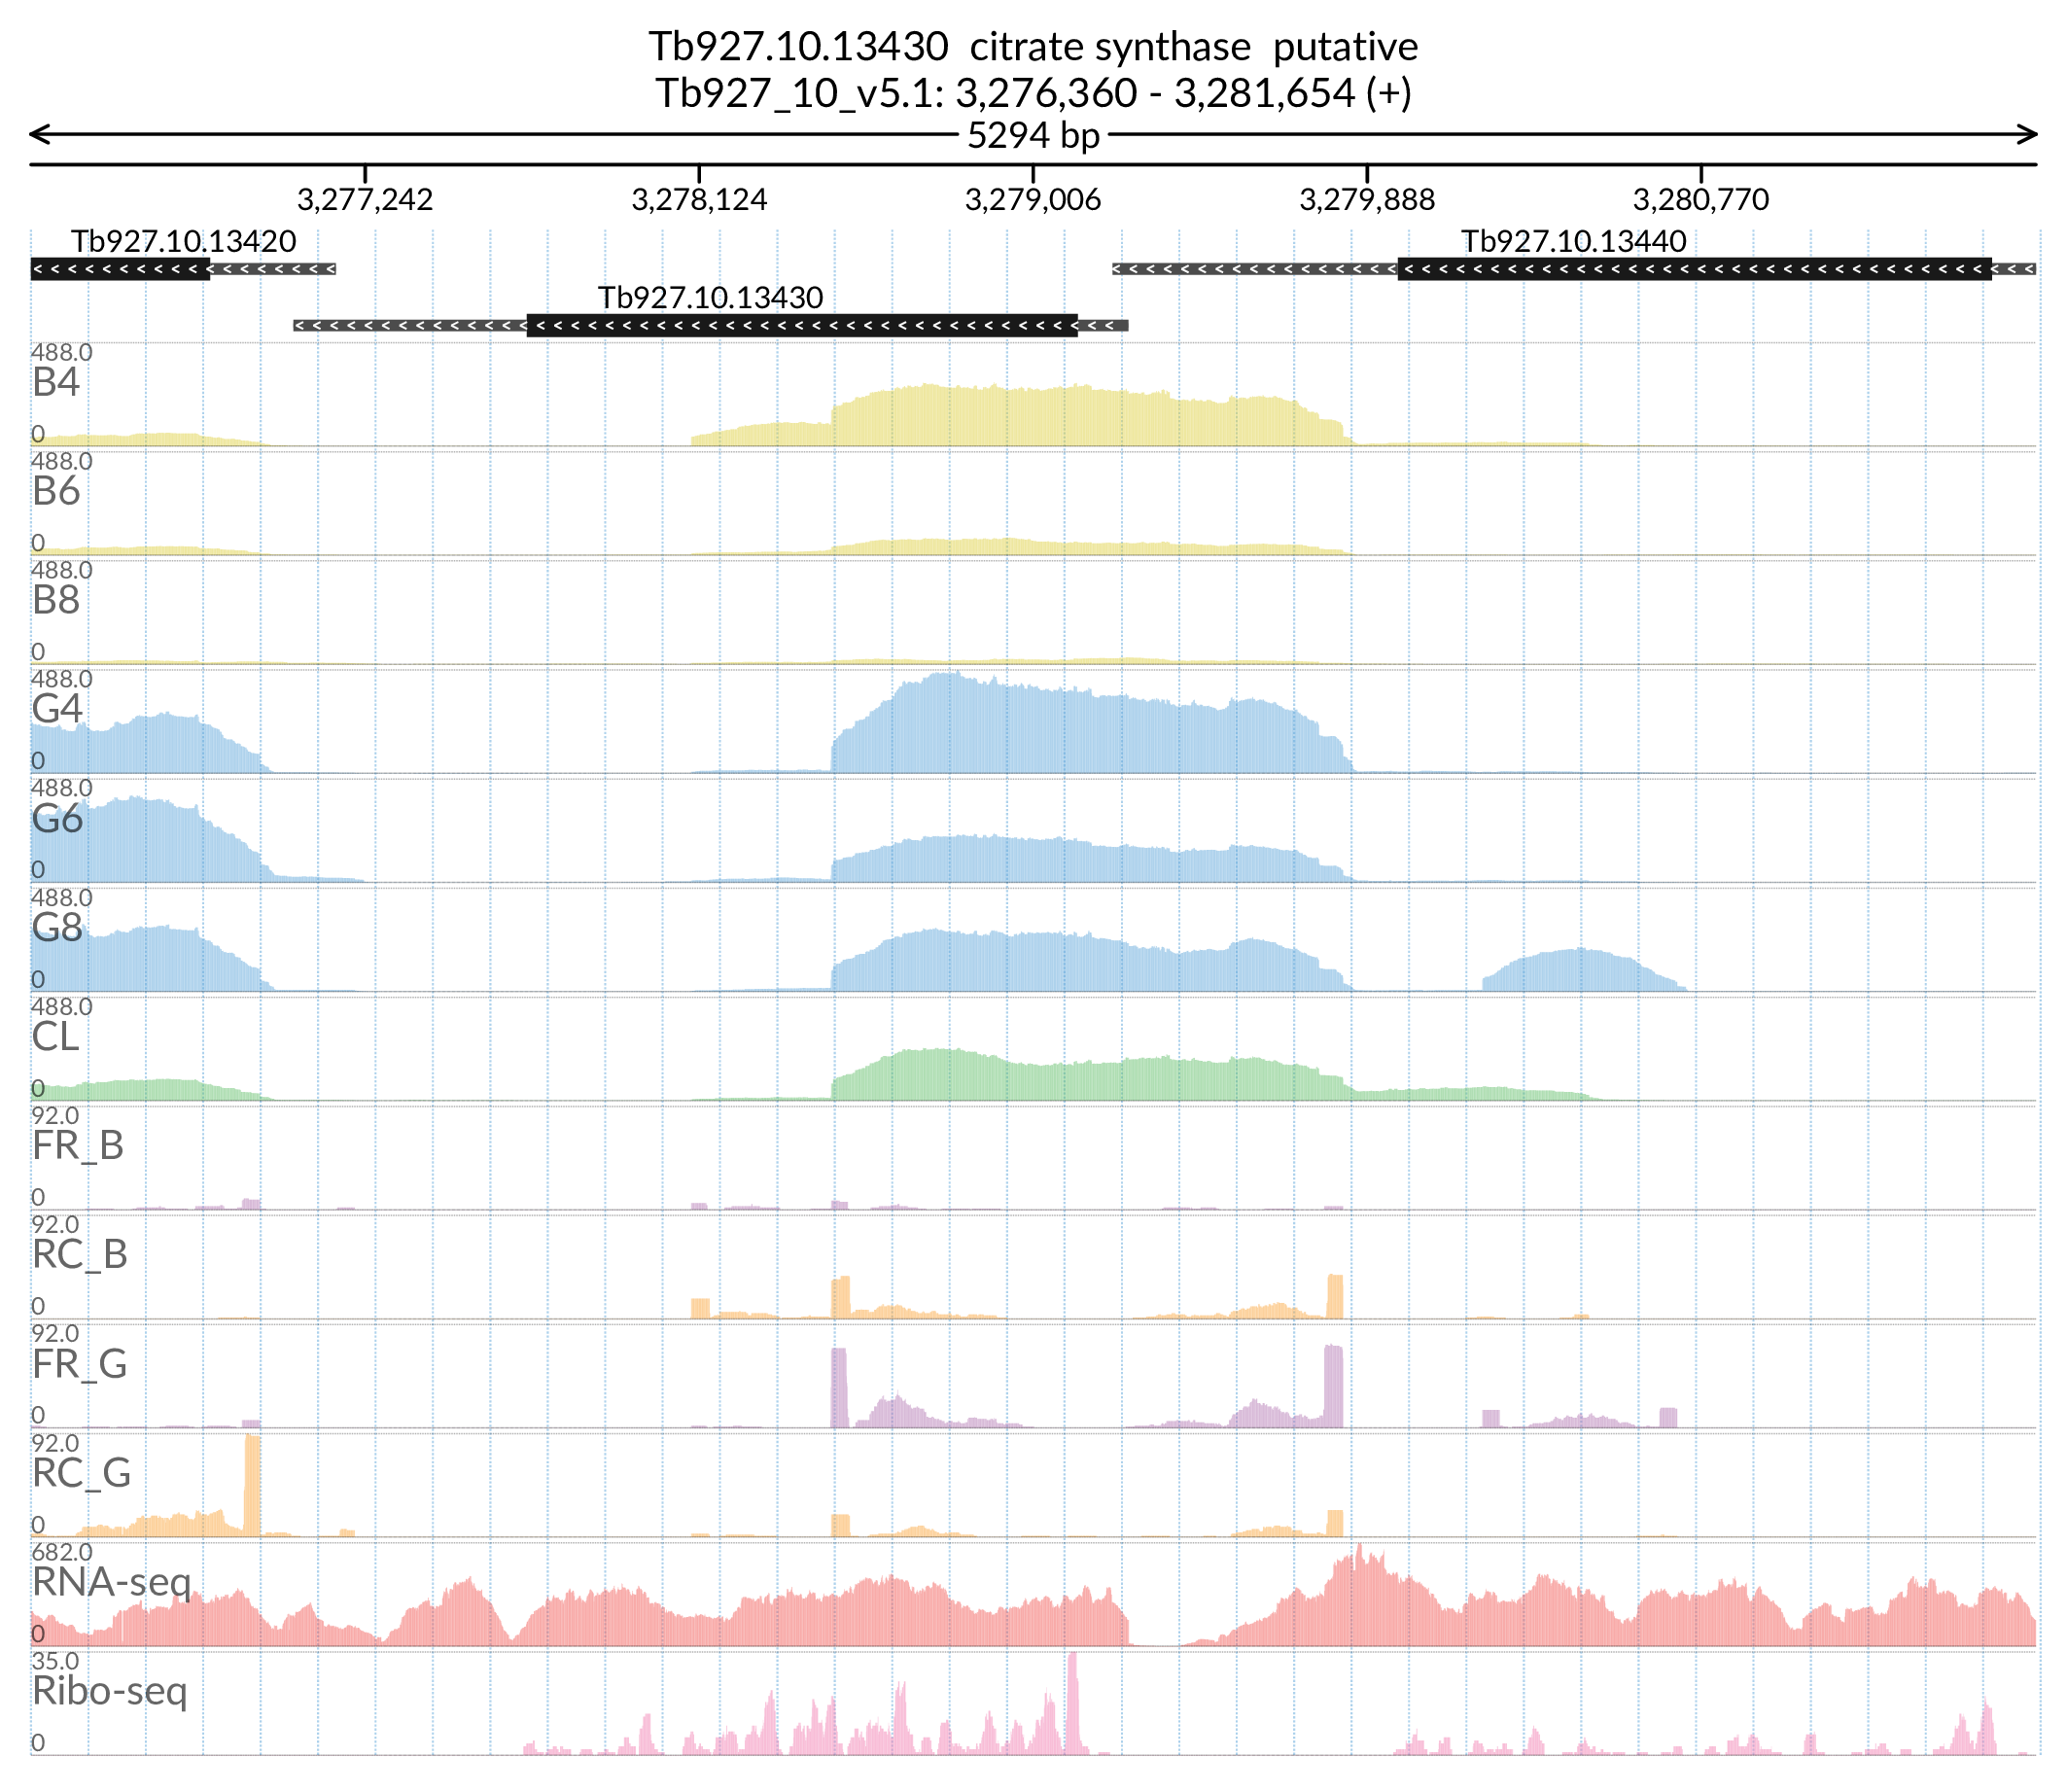 Tb927.10.13430  citrate synthase  putative
Tb927_10_v5.1: 3,276,360 - 3,281,654 (+)
5294 bp
3,277,242 3,278,124 3,279,006 3,279,888 3,280,770
Tb927.10.13420 Tb927.10.13440
Tb927.10.13430
488.0
B4
0
488.0
B6
0
488.0
B8
0
488.0
G4
0
488.0
G6
0
488.0
G8
0
488.0
CL
0
92.0
FR_B
0
92.0
RC_B
0
92.0
FR_G
0
92.0
RC_G
0
682.0
RNA-seq
0
35.0
Ribo-seq
0